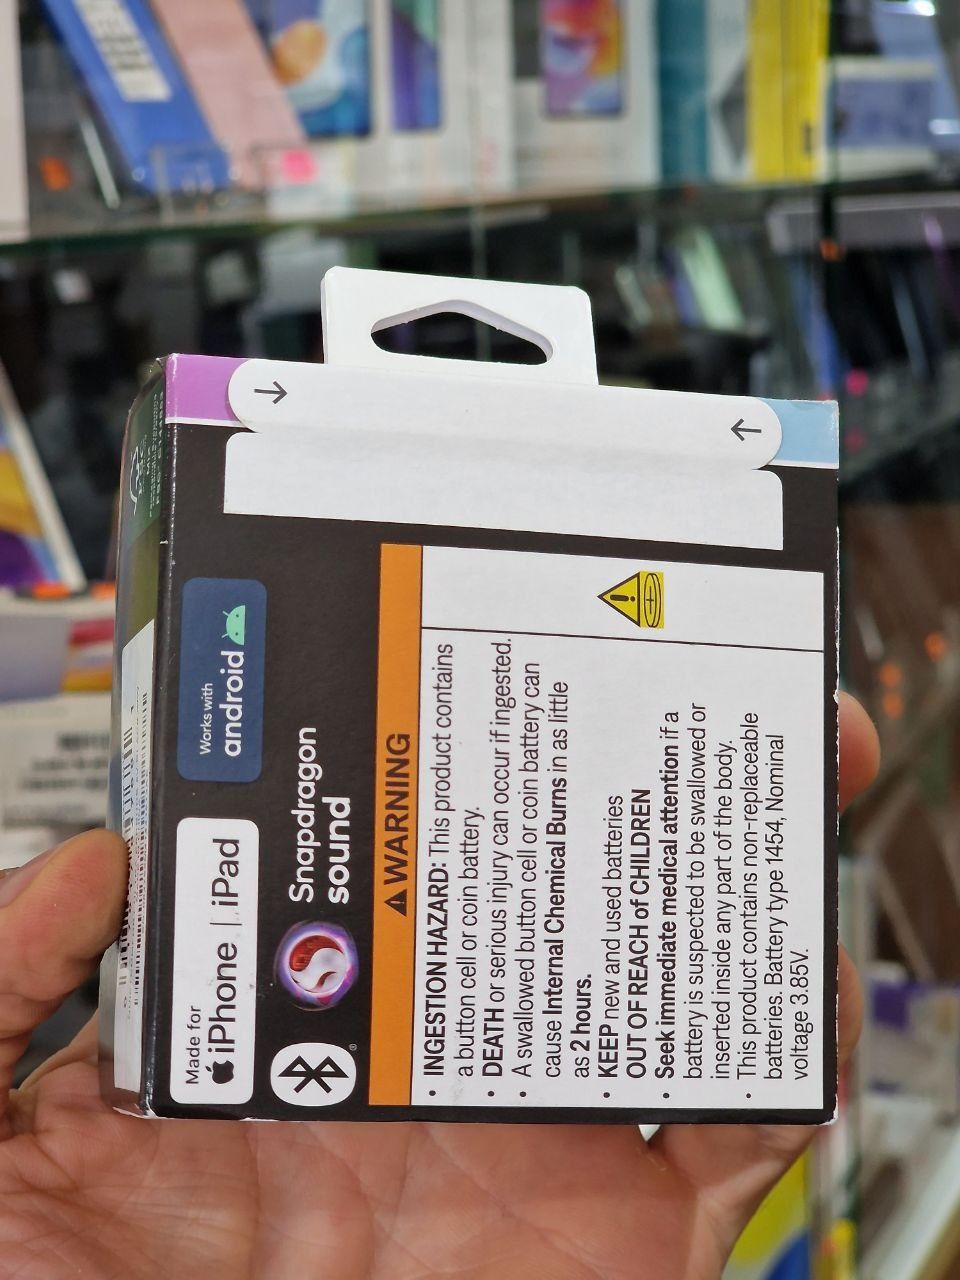 Made for
iPhone | iPad
Works with
android
Snapdragon
sound
®
WARNING
• INGESTION HAZARD: This product contains
a button cell or coin battery.
• DEATH or serious injury can occur if ingested.
• A swallowed button cell or coin battery can
cause Internal Chemical Burns in as little
as 2 hours.
• KEEP new and used batteries
OUT OF REACH of CHILDREN
• Seek immediate medical attention if a
battery is suspected to be swallowed or
inserted inside any part of the body.
• This product contains non-replaceable
batteries. Battery type 1454, Nominal
voltage 3.85V.